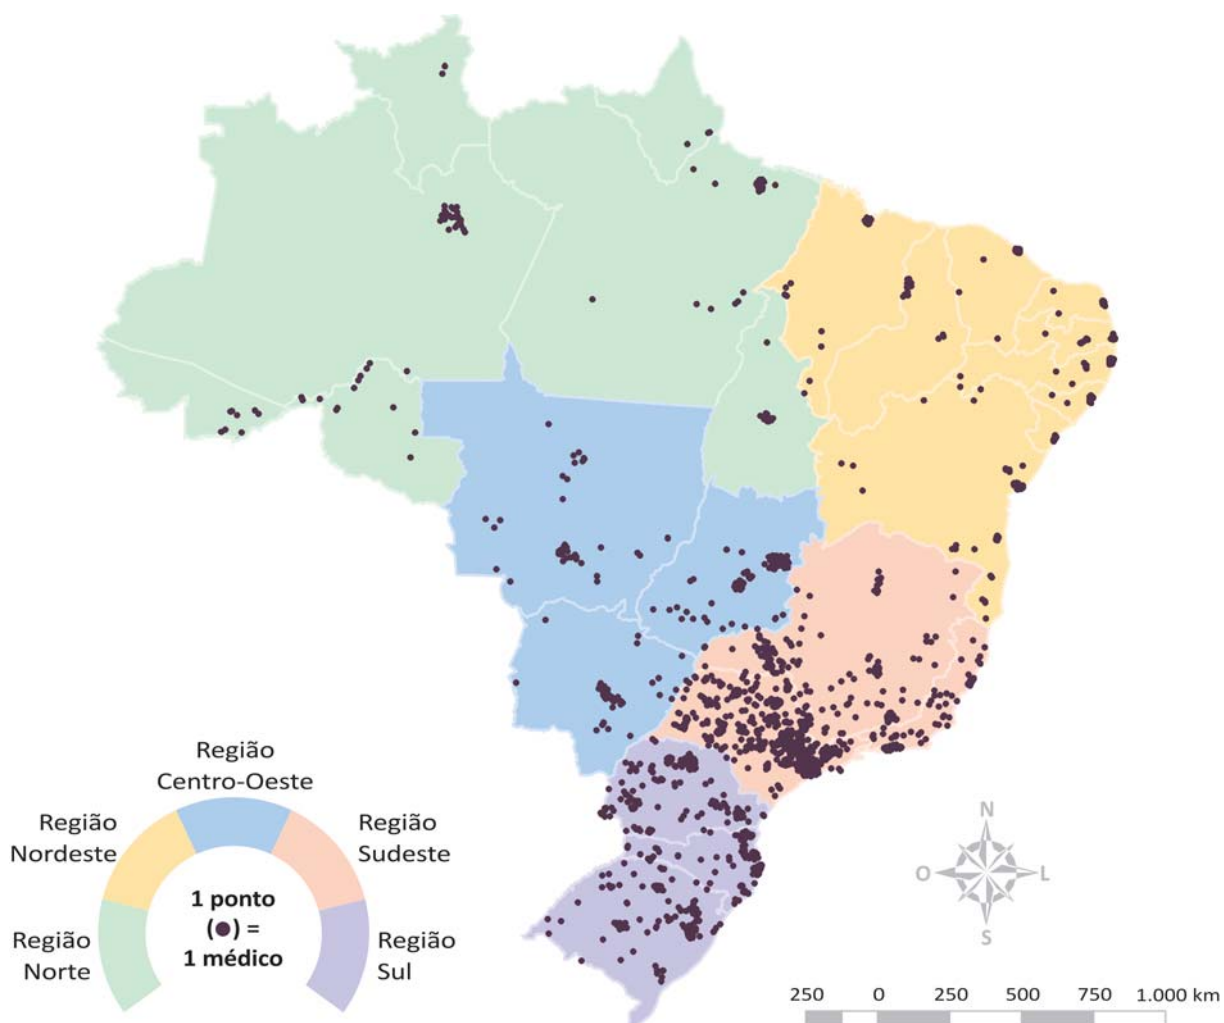 Região
Centro-Oeste
Região
Nordeste
Região
Sudeste
1 ponto
(●) =
1 médico
Região
Norte
Região
Sul
N
O
L
S
250
0
250
500
750
1.000 km